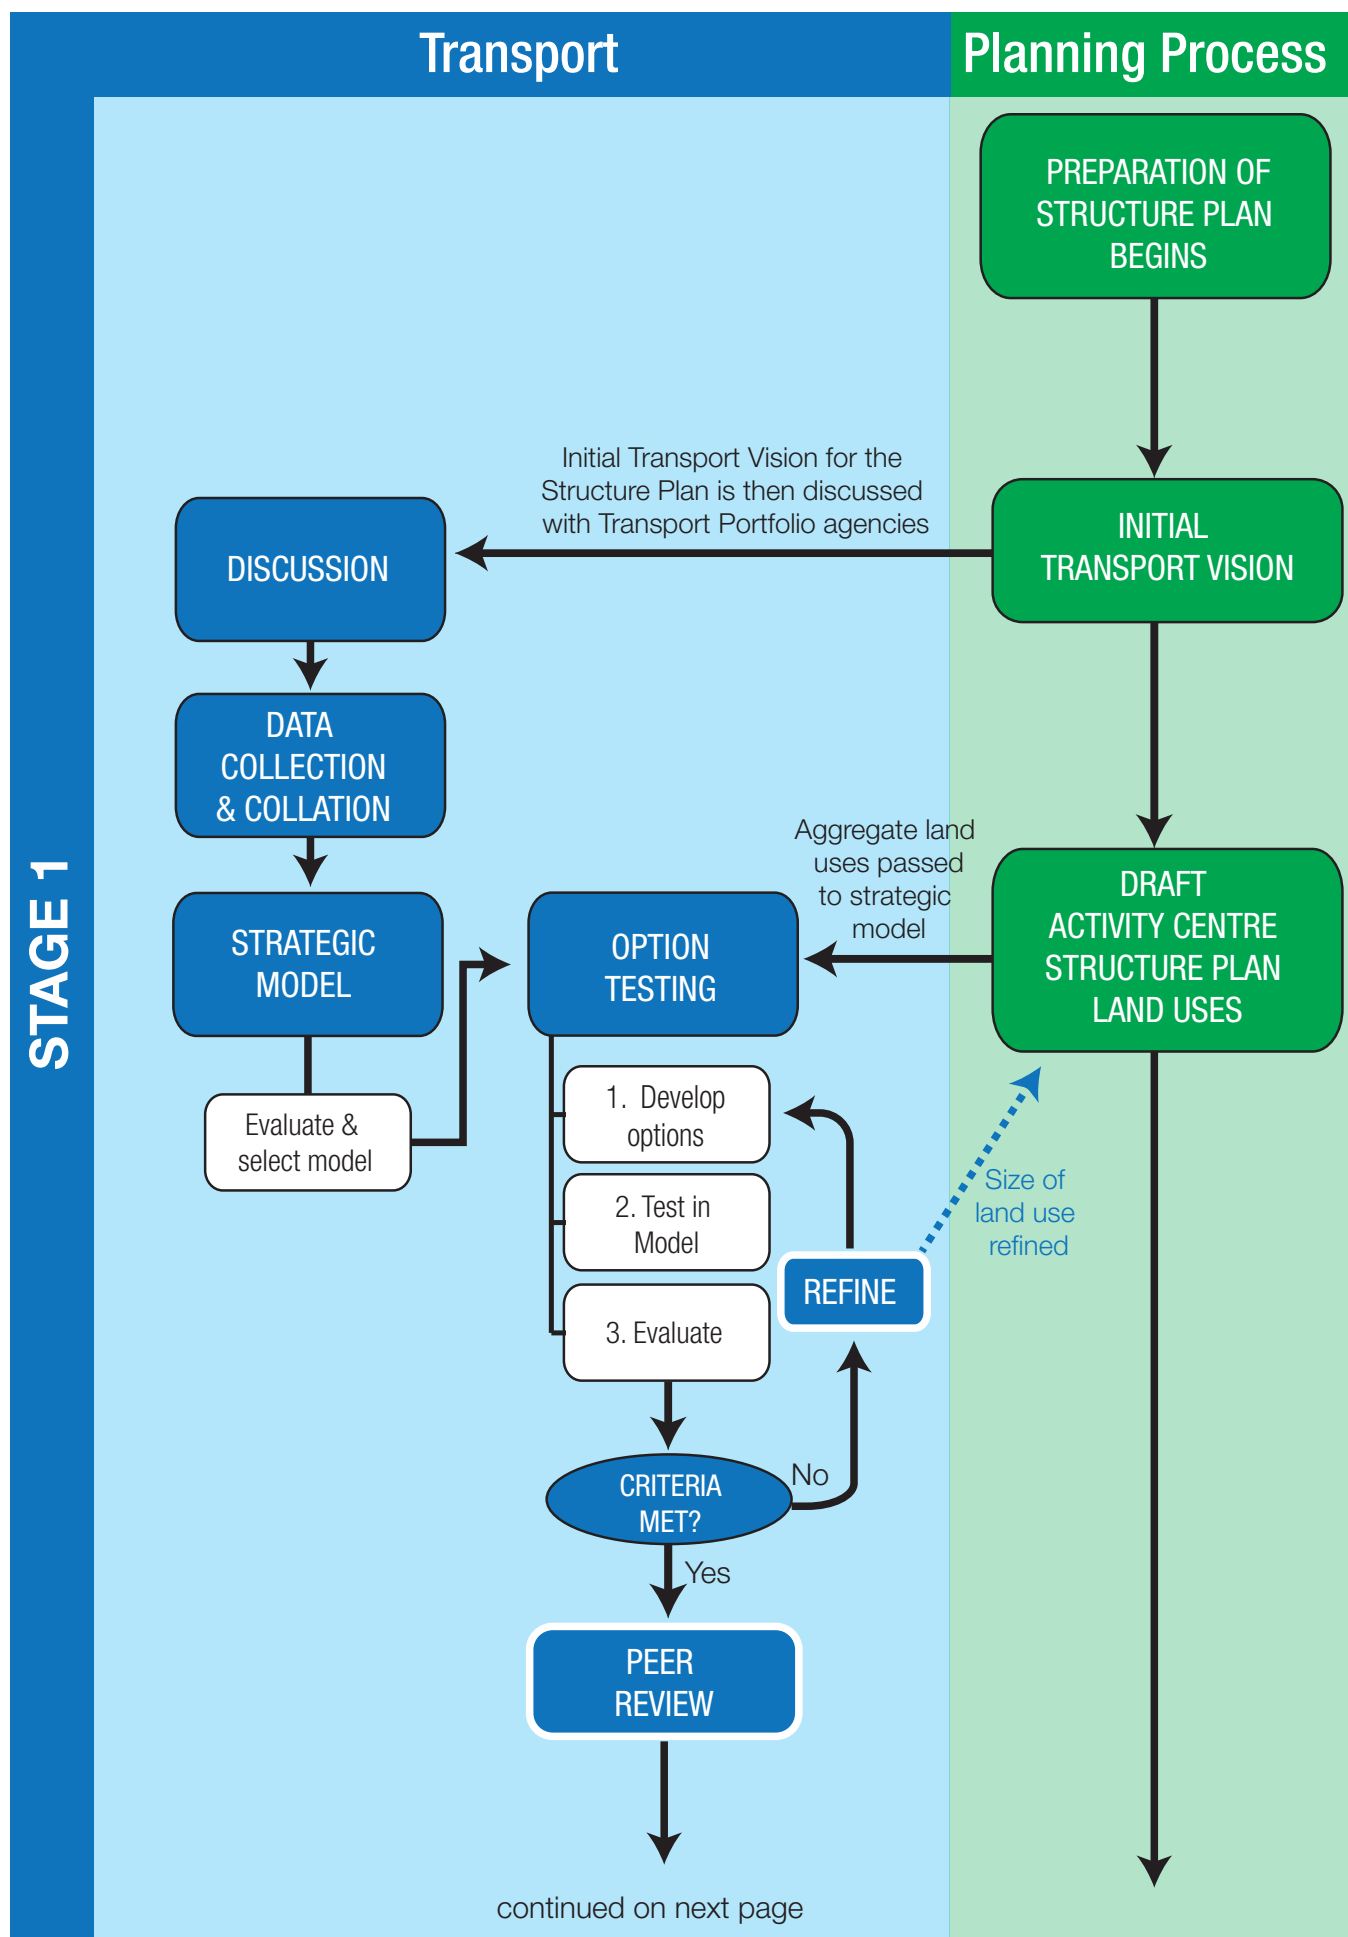 Transport
Planning Process
STAGE 1
PREPARATION OF
STRUCTURE PLAN
BEGINS
Initial Transport Vision for the
Structure Plan is then discussed
with Transport Portfolio agencies
INITIAL
TRANSPORT VISION
DISCUSSION
DATA
COLLECTION
& COLLATION
Aggregate land
uses passed
to strategic
model
DRAFT
ACTIVITY CENTRE
STRUCTURE PLAN
LAND USES
STRATEGIC
MODEL
OPTION
TESTING
Evaluate &
select model
1. Develop
options
2. Test in
Model
3. Evaluate
REFINE
Size of
land use
refined
CRITERIA
MET?
No
Yes
PEER
REVIEW
continued on next page